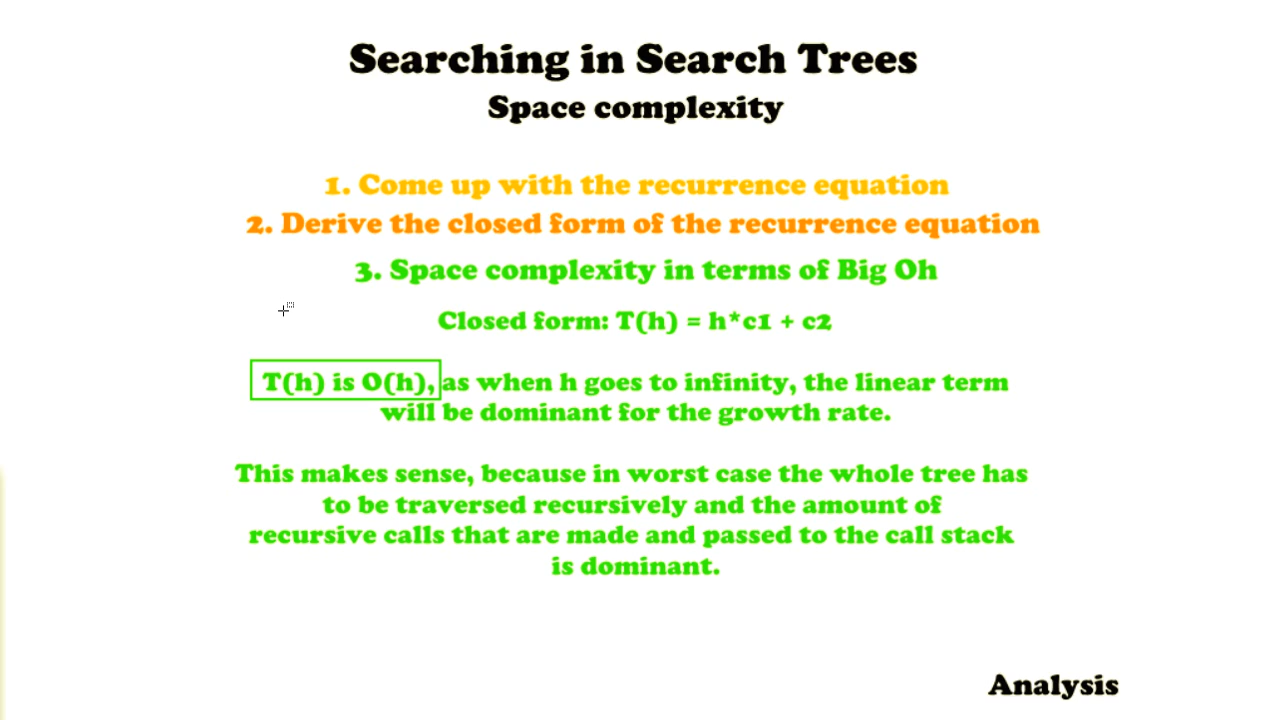 Searching in Search Trees
Space complexity
1. Come up with the recurrence equation
2. Derive the closed form of the recurrence equation
3. Space complexity in terms of Big Oh
Closed form: T(h) = h*c1 + c2
T(h) is O(h), as when h goes to infinity, the linear term
will be dominant for the growth rate.
This makes sense, because in worst case the whole tree has
to be traversed recursively and the amount of
recursive calls that are made and passed to the call stack
is dominant.
Analysis